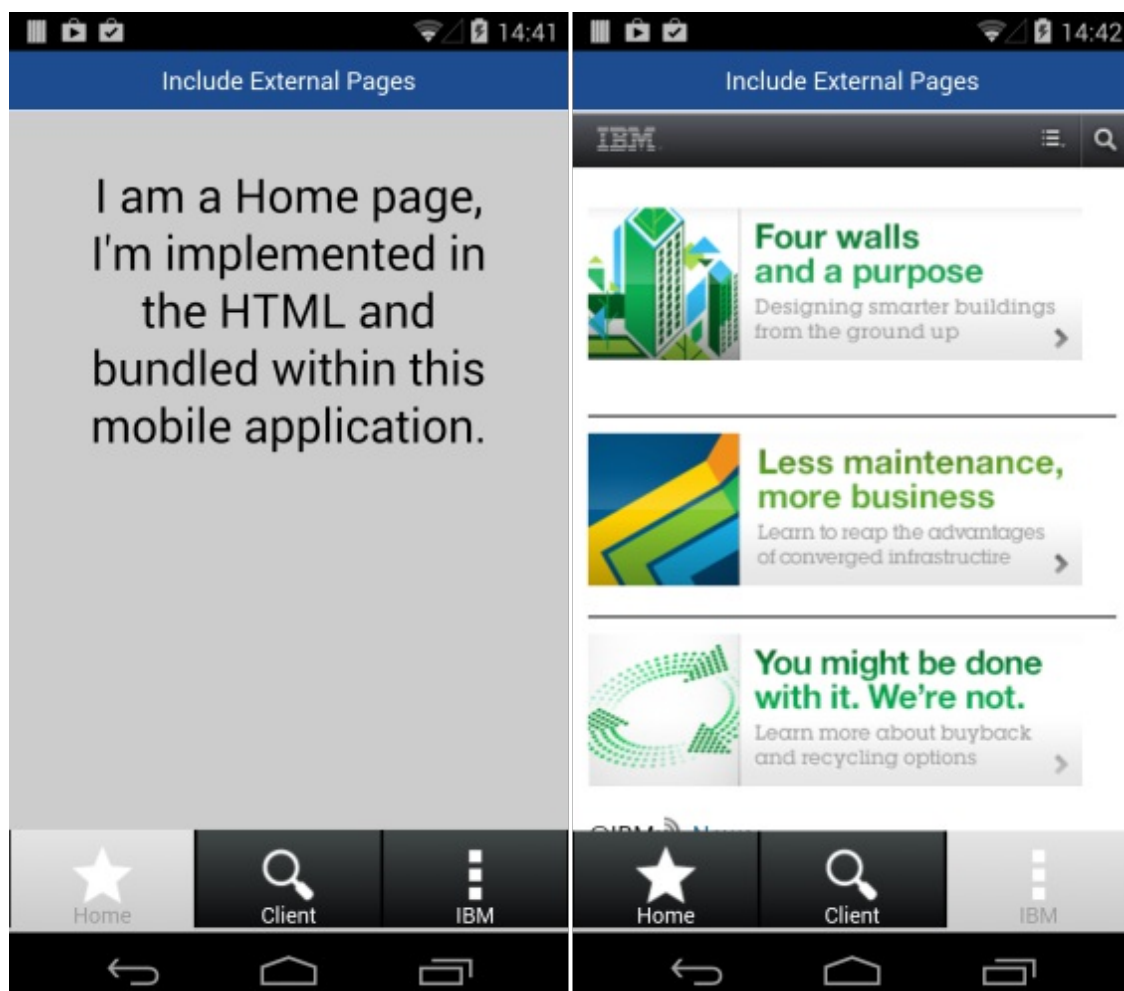 14:41
Include External Pages
I am a Home page,
I'm implemented in
the HTML and
bundled within this
mobile application.
Home
Client
IBM
14:42
Include External Pages
IBM.
Four walls
and a purpose
Designing smarter buildings
from the ground up
Less maintenance,
more business
Learn to reap the advantages
of converged infrastructire
You might be done
with it. We're not.
Learn more about buyback
and recycling options
Home
Client
IBM